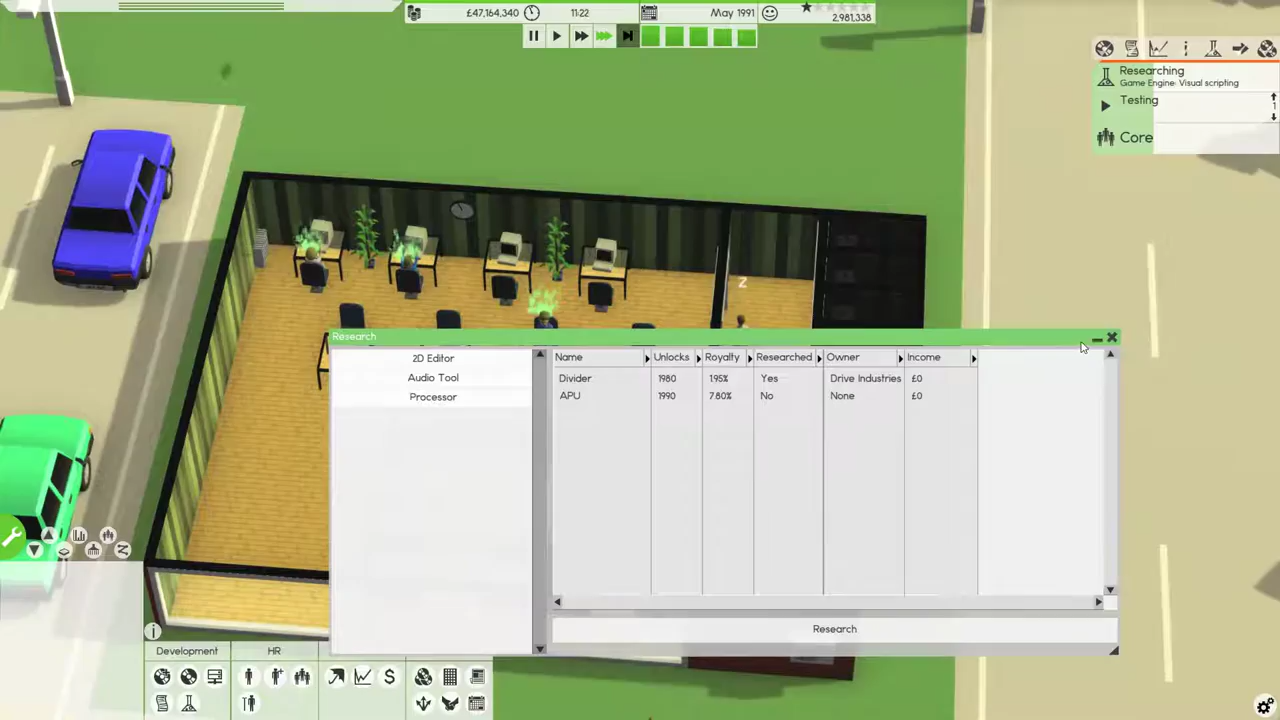 £47,164,340 11:22 May 1991 2,981,338
Researching
Game Engine: Visual scripting
Testing 1
Core
z
Research
2D Editor
Audio Tool
Processor
Name Unlocks Royalty Researched Owner Income
Divider 1980 1.95% Yes Drive Industries £0
APU 1990 7.80% No None £0
Research
Development HR